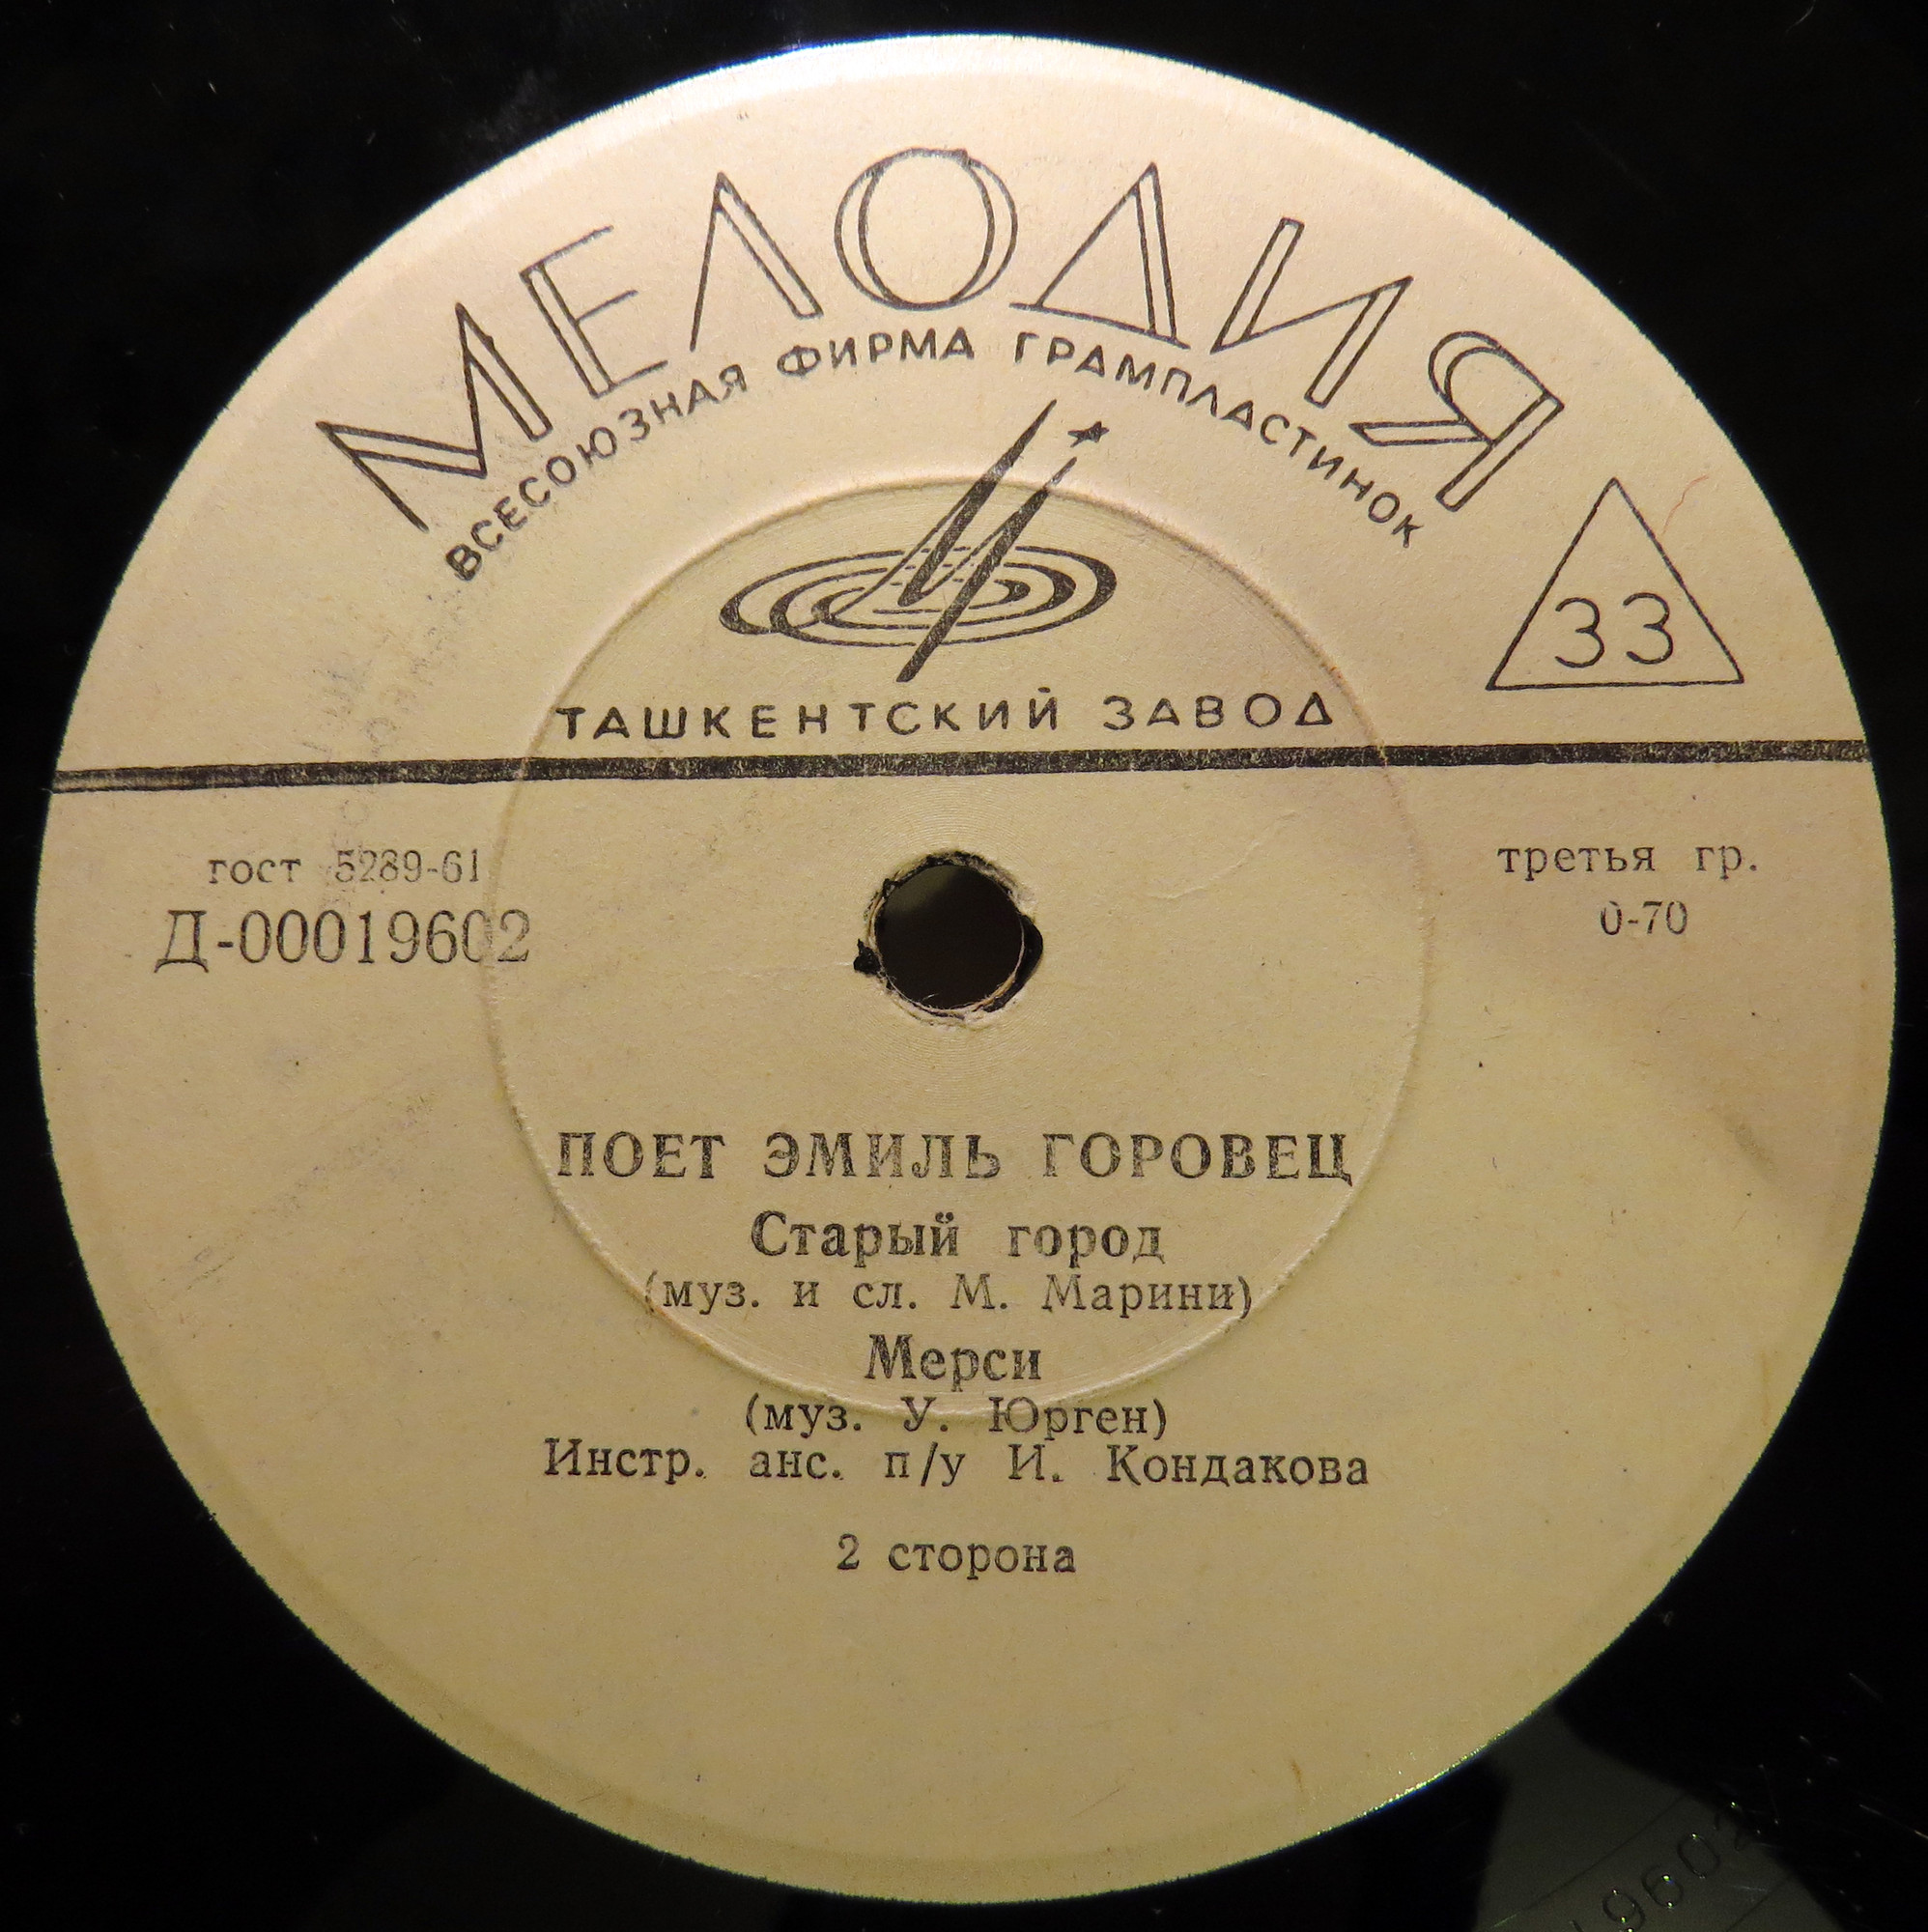 МЕЛОДИЯ
ВСЕСОЮЗНАЯ ФИРМА ГРАМПЛАСТИНОК
33
ТАШКЕНТСКИЙ ЗАВОД
гост 5289-61
Д-00019602
третья гр.
0-70
ПОЕТ ЭМИЛЬ ГОРОВЕЦ
Старый город
(муз. и сл. М. Марини)
Мерси
(муз. У. Юрген)
Инстр. анс. п/у И. Кондакова
2 сторона
19602